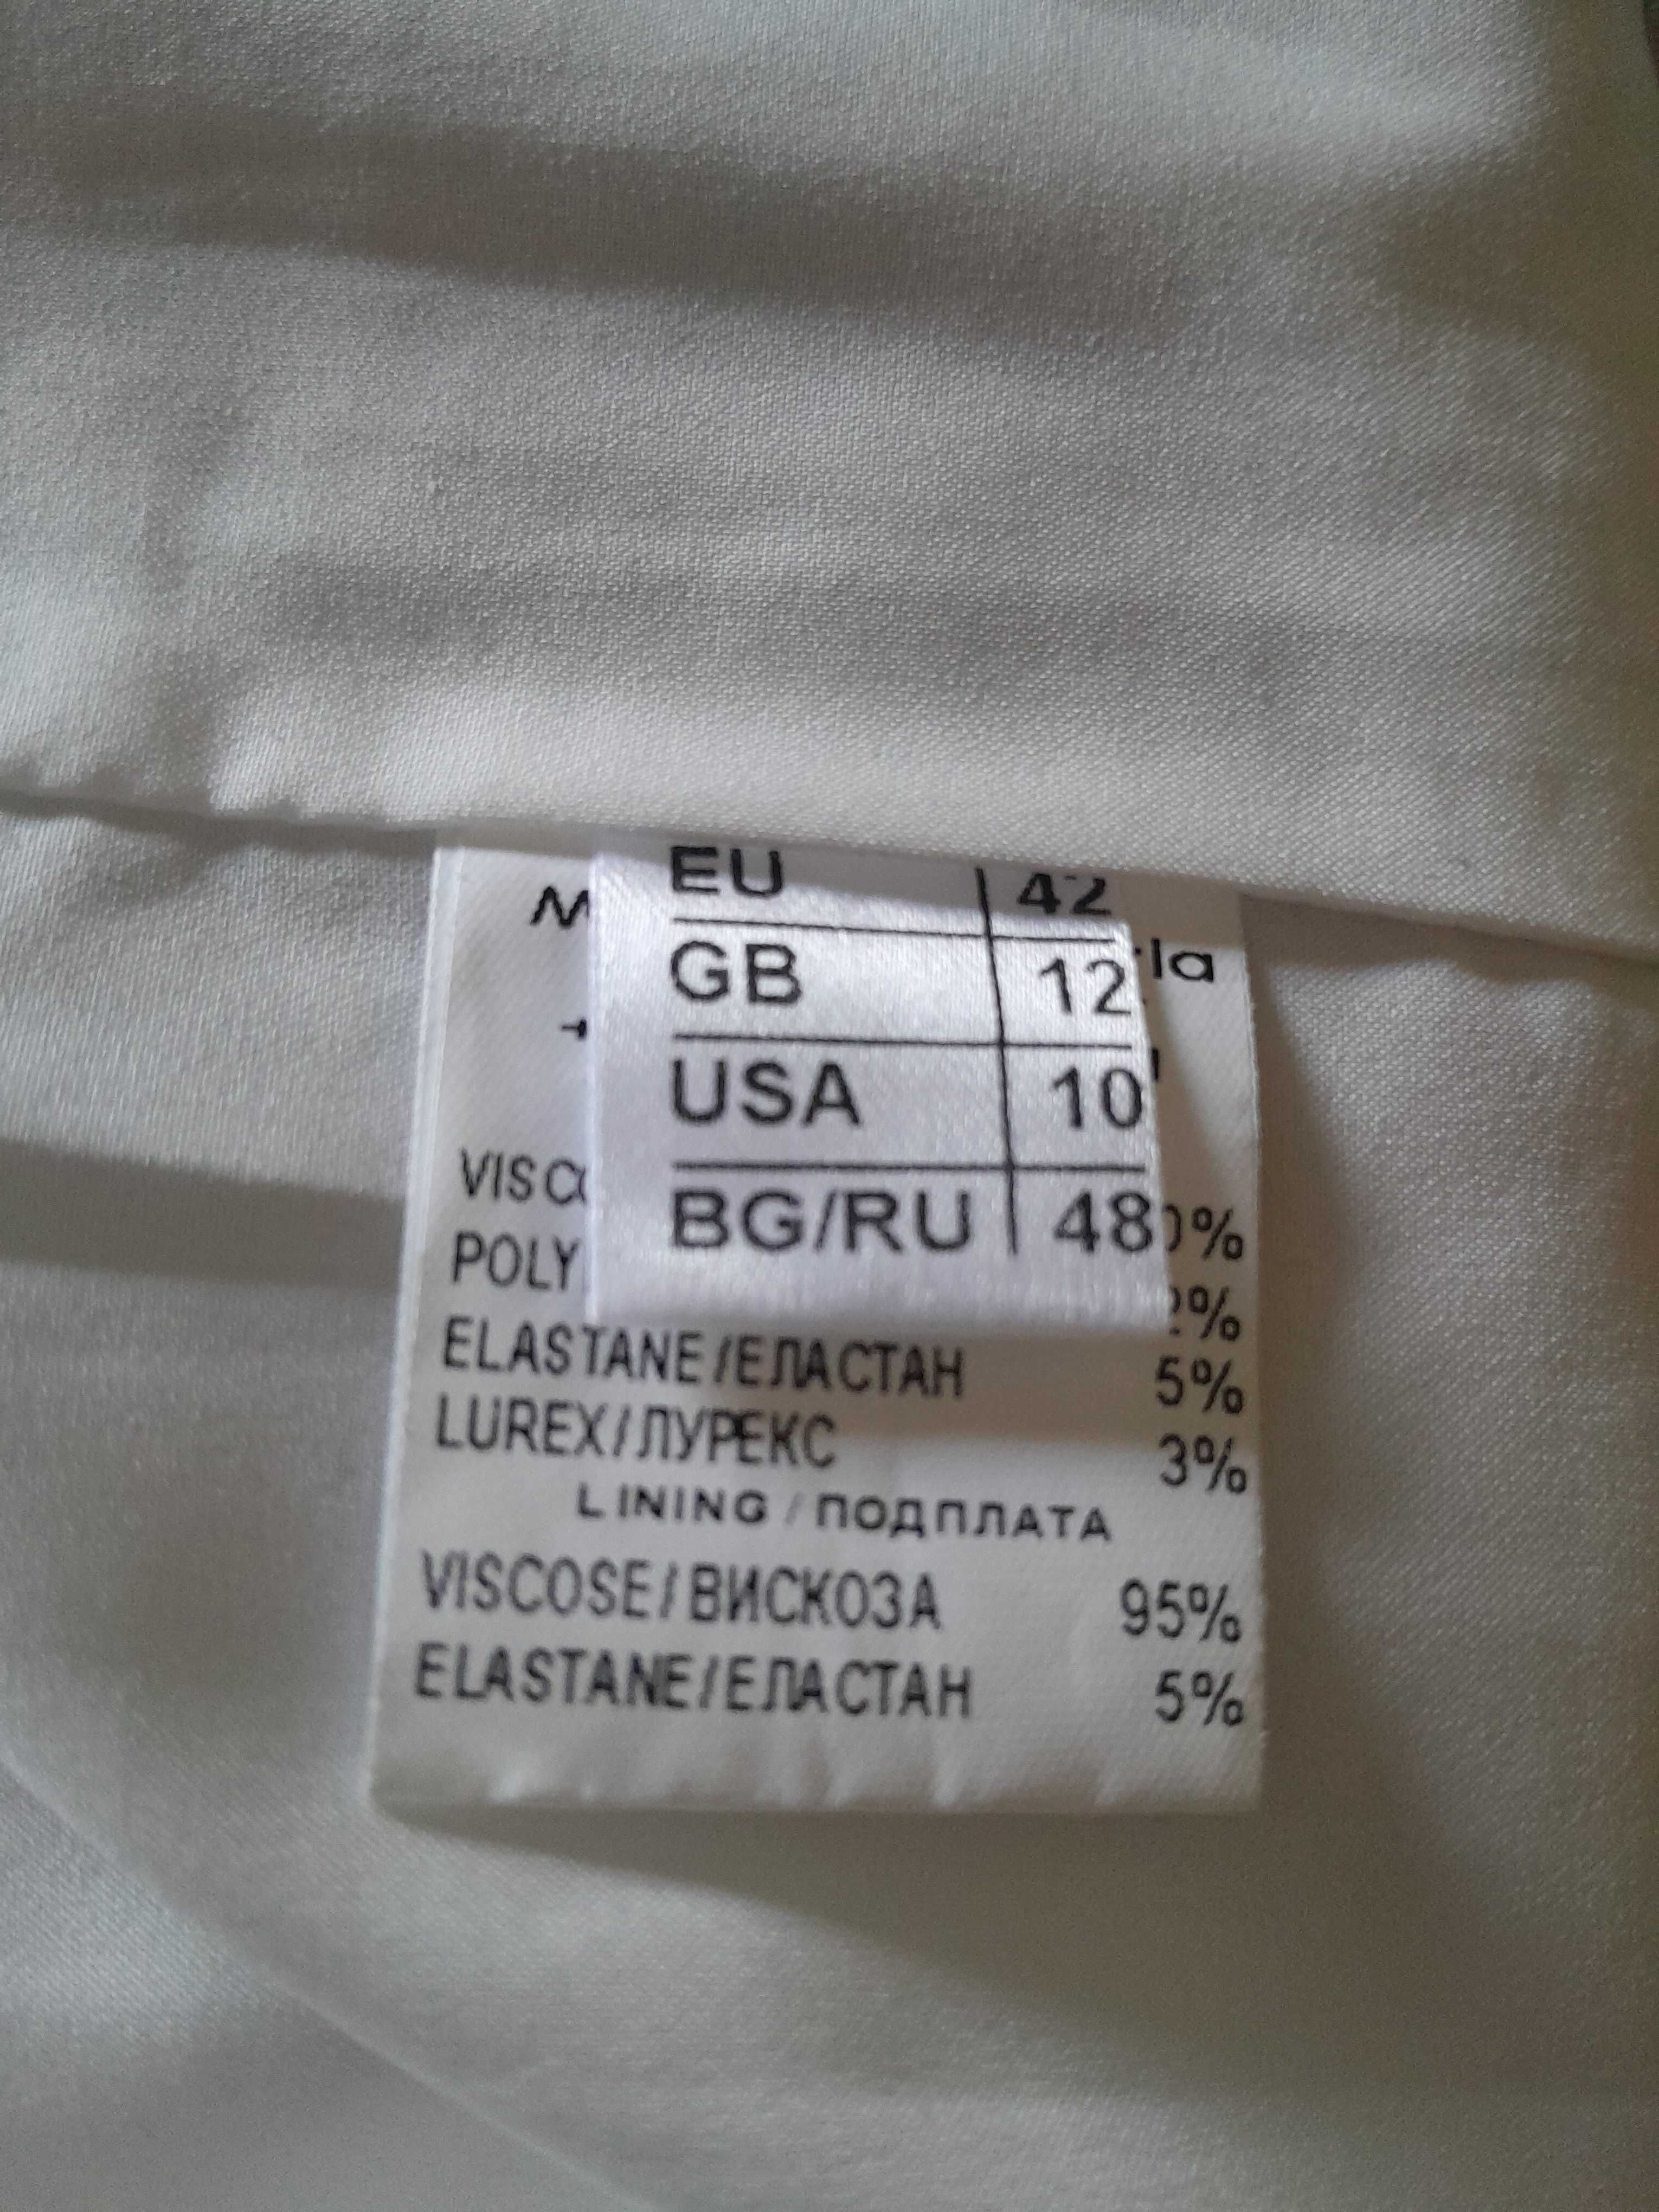 EU 42
GB 12
USA 10
BG/RU 48
ELASTANE/ЕЛАСТАН 5%
LUREX/ЛУРЕКС 3%
LINING/ПОДПЛАТА
VISCOSE/ВИСКОЗА 95%
ELASTANE/ЕЛАСТАН 5%